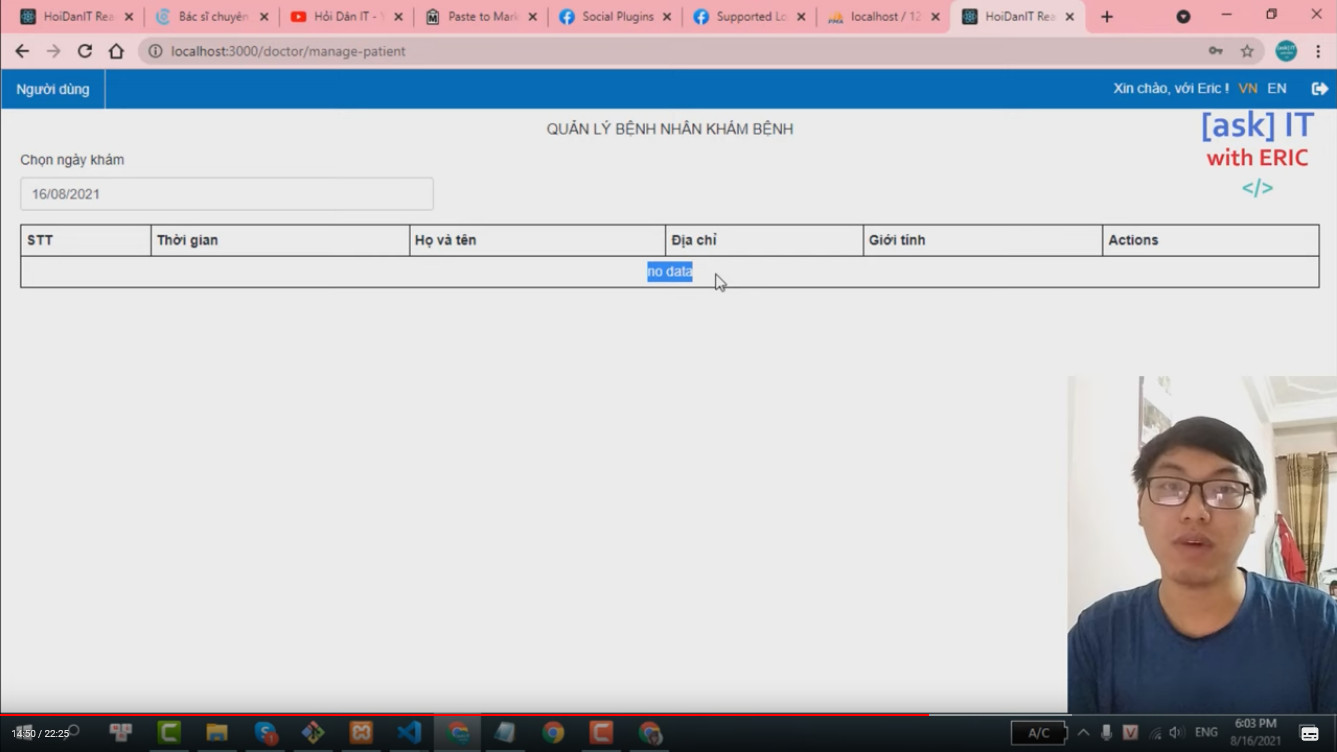 HoiDanIT Rea
Bác sĩ chuyên
Hỏi Dân IT - Y
Paste to Mark
Social Plugins
Supported Lo
localhost / 12
HoiDanIT Rea
localhost:3000/doctor/manage-patient
Người dùng
Xin chào, với Eric ! VN EN
QUẢN LÝ BỆNH NHÂN KHÁM BỆNH
[ask] IT
with ERIC
</>
Chọn ngày khám
16/08/2021
STT Thời gian Họ và tên Địa chỉ Giới tính Actions
no data
14:50 / 22:25
A/C
V
ENG
6:03 PM
8/16/2021